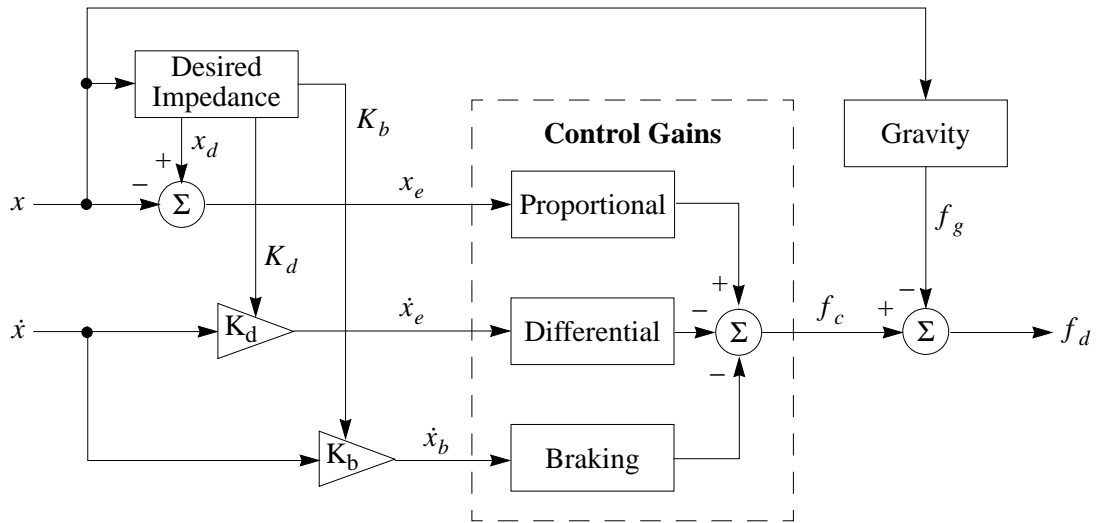 Desired
Impedance
K_b
Control Gains
Gravity
x_d
+
−
x
Σ
x_e
Proportional
f_g
K_d
+
−
−
+
ẋ
K_d
ẋ_e
Differential
Σ
f_c
Σ
f_d
−
K_b
ẋ_b
Braking